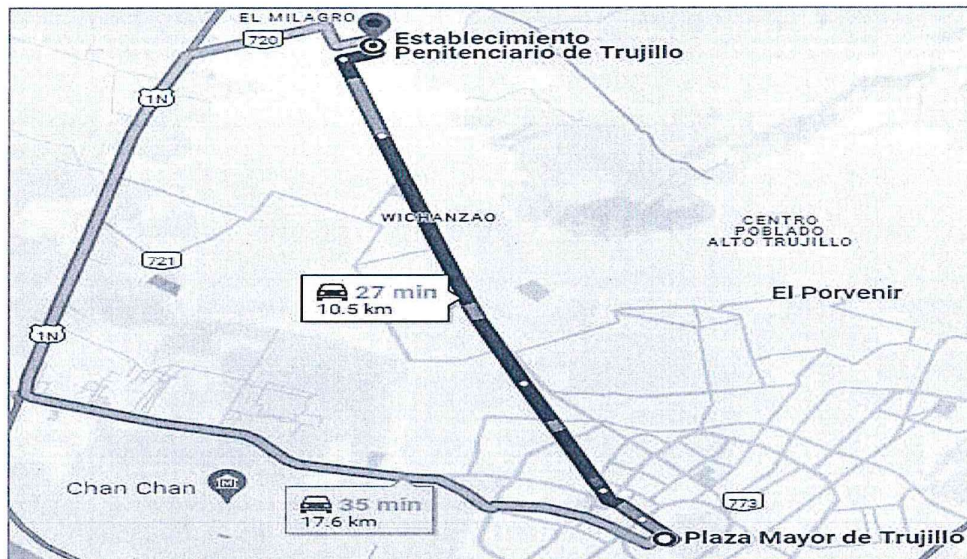 EL MILAGRO
720
Establecimiento
Penitenciario de Trujillo
1N
WICHANZAO
CENTRO
POBLADO
ALTO TRUJILLO
721
27 min
10.5 km
El Porvenir
1N
Chan Chan
35 min
17.6 km
773
Plaza Mayor de Trujillo